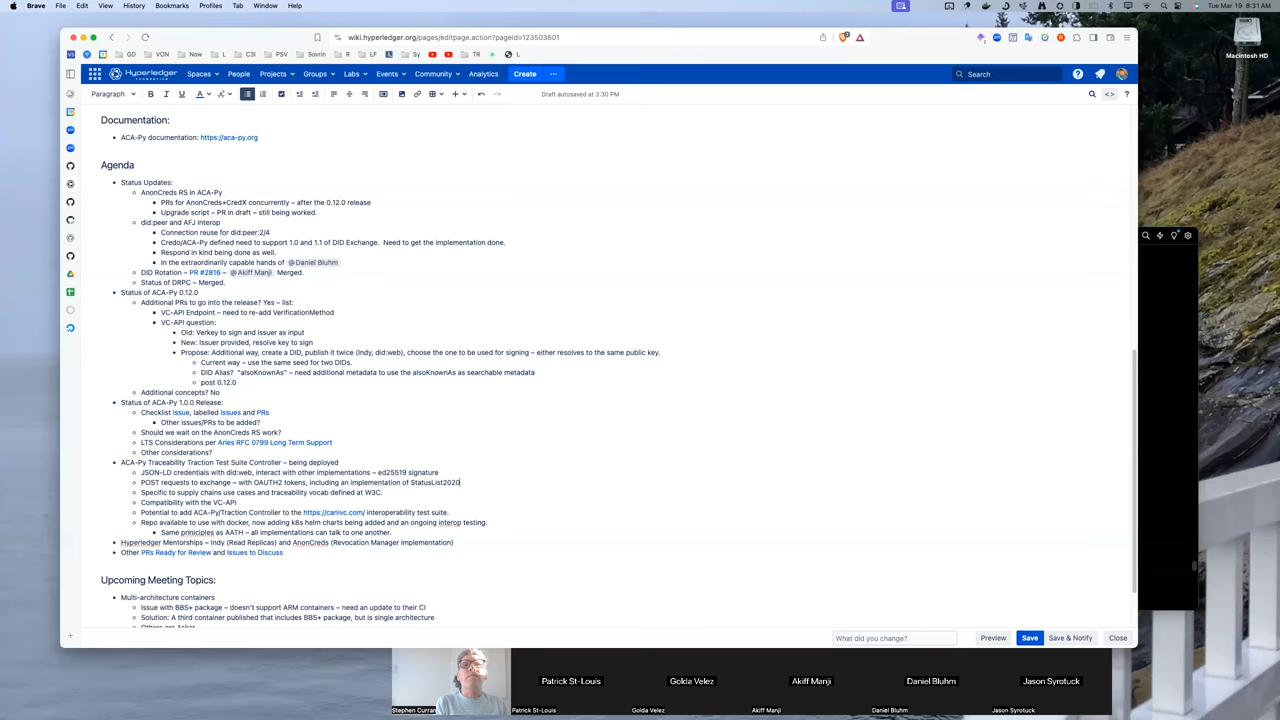 Brave File Edit View History Bookmarks Profiles Tab Window Help
Tue Mar 19 8:31 AM
wiki.hyperledger.org/pages/editpage.action?pageId=123503601
GD VON Now L C3I PSV Sovrin R LF Sy TR L
HYPERLEDGER FOUNDATION Spaces People Projects Groups Labs Events Community Analytics Create ··· Search
Paragraph B I U A Draft autosaved at 3:30 PM <> ?
Macintosh HD
Documentation:
ACA-Py documentation: https://aca-py.org
Agenda
Status Updates:
AnonCreds RS in ACA-Py
PRs for AnonCreds+CredX concurrently – after the 0.12.0 release
Upgrade script – PR in draft – still being worked.
did:peer and AFJ Interop
Connection reuse for did:peer:2/4
Credo/ACA-Py defined need to support 1.0 and 1.1 of DID Exchange. Need to get the implementation done.
Respond in kind being done as well.
In the extraordinarily capable hands of @Daniel Bluhm
DID Rotation – PR #2816 – @Akiff Manji Merged.
Status of DRPC – Merged.
Status of ACA-Py 0.12.0
Additional PRs to go into the release? Yes – list:
VC-API Endpoint – need to re-add VerificationMethod
VC-API question:
Old: Verkey to sign and issuer as input
New: Issuer provided, resolve key to sign
Propose: Additional way, create a DID, publish it twice (Indy, did:web), choose the one to be used for signing – either resolves to the same public key.
Current way – use the same seed for two DIDs.
DID Alias? "alsoKnownAs" – need additional metadata to use the alsoKnownAs as searchable metadata
post 0.12.0
Additional concepts? No
Status of ACA-Py 1.0.0 Release:
Checklist Issue, labelled Issues and PRs
Other issues/PRs to be added?
Should we wait on the AnonCreds RS work?
LTS Considerations per Aries RFC 0799 Long Term Support
Other considerations?
ACA-Py Traceability Traction Test Suite Controller – being deployed
JSON-LD credentials with did:web, interact with other implementations – ed25519 signature
POST requests to exchange – with OAUTH2 tokens, including an implementation of StatusList2020
Specific to supply chains use cases and traceability vocab defined at W3C.
Compatibility with the VC-API
Potential to add ACA-Py/Traction Controller to the https://canivc.com/ interoperability test suite.
Repo available to use with docker, now adding k8s helm charts being added and an ongoing interop testing.
Same priniciples as AATH – all implementations can talk to one another.
Hyperledger Mentorships – Indy (Read Replicas) and AnonCreds (Revocation Manager implementation)
Other PRs Ready for Review and Issues to Discuss
Upcoming Meeting Topics:
Multi-architecture containers
Issue with BBS+ package – doesn't support ARM containers – need an update to their CI
Solution: A third container published that includes BBS+ package, but is single architecture
Others are Askar
What did you change? Preview Save Save & Notify Close
Patrick St-Louis Golda Velez Akiff Manji Daniel Bluhm Jason Syrotuck
Stephen Curran Patrick St-Louis Golda Velez Akiff Manji Daniel Bluhm Jason Syrotuck